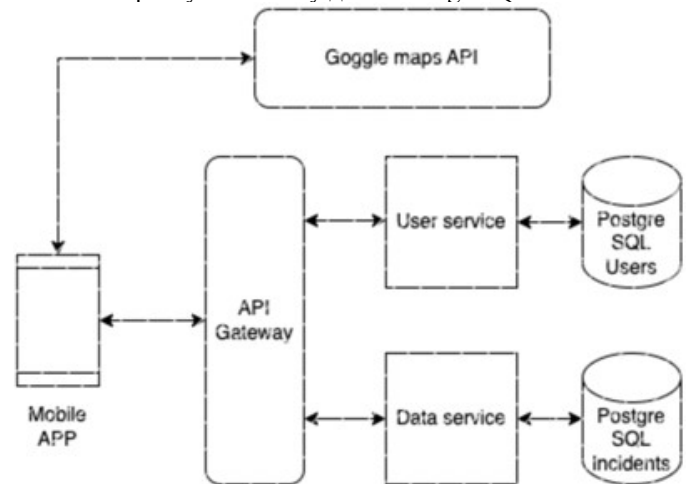 Goggle maps API
User service
Postgre
SQL
Users
API
Gateway
Mobile
APP
Data service
Postgre
SQL
incidents